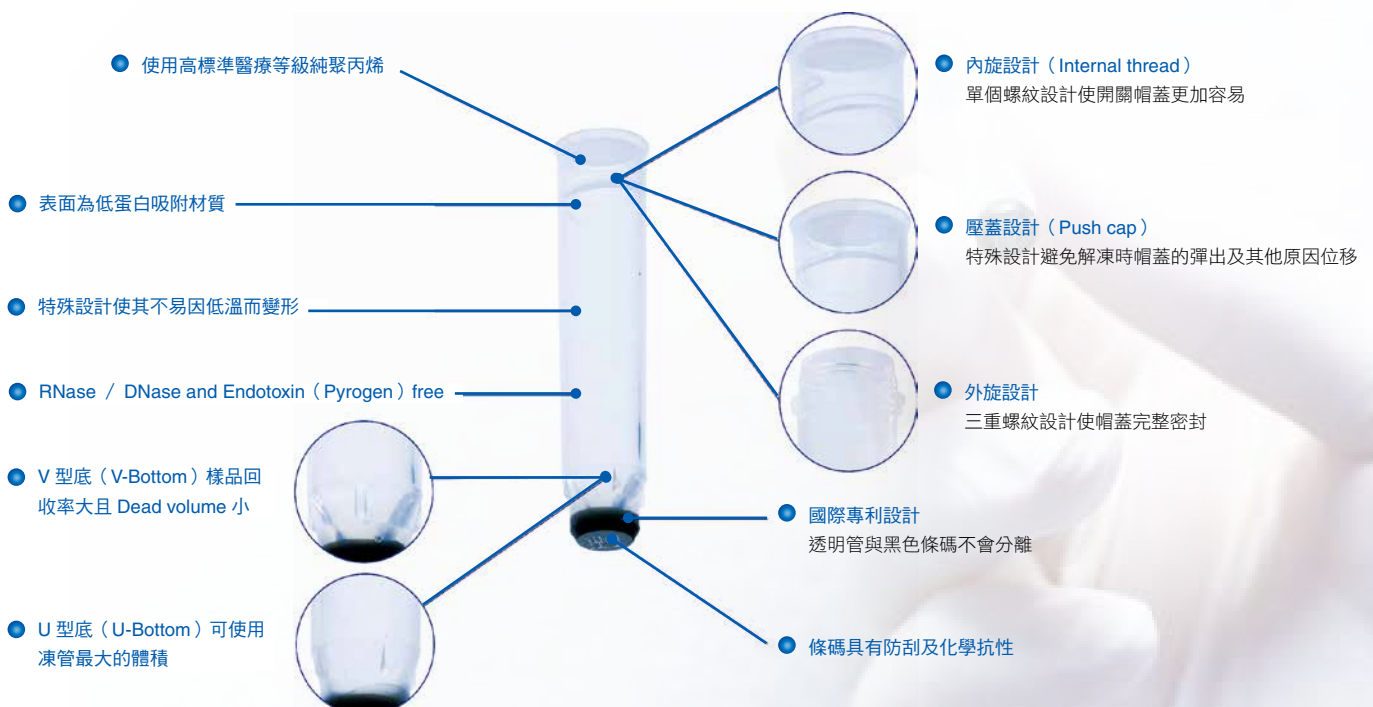 使用高標準醫療等級純聚丙烯
表面為低蛋白吸附材質
特殊設計使其不易因低溫而變形
RNase / DNase and Endotoxin（Pyrogen）free
V 型底（V-Bottom）樣品回
收率大且 Dead volume 小
U 型底（U-Bottom）可使用
凍管最大的體積
內旋設計（Internal thread）
單個螺紋設計使開關帽蓋更加容易
壓蓋設計（Push cap）
特殊設計避免解凍時帽蓋的彈出及其他原因位移
外旋設計
三重螺紋設計使帽蓋完整密封
國際專利設計
透明管與黑色條碼不會分離
條碼具有防刮及化學抗性